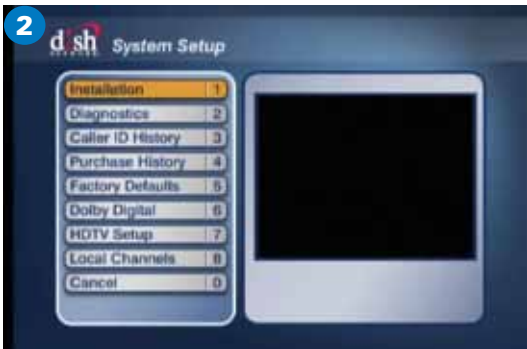 2
dish System Setup
NETWORK
Installation 1
Diagnostics 2
Caller ID History 3
Purchase History 4
Factory Defaults 5
Dolby Digital 6
HDTV Setup 7
Local Channels 8
Cancel 0